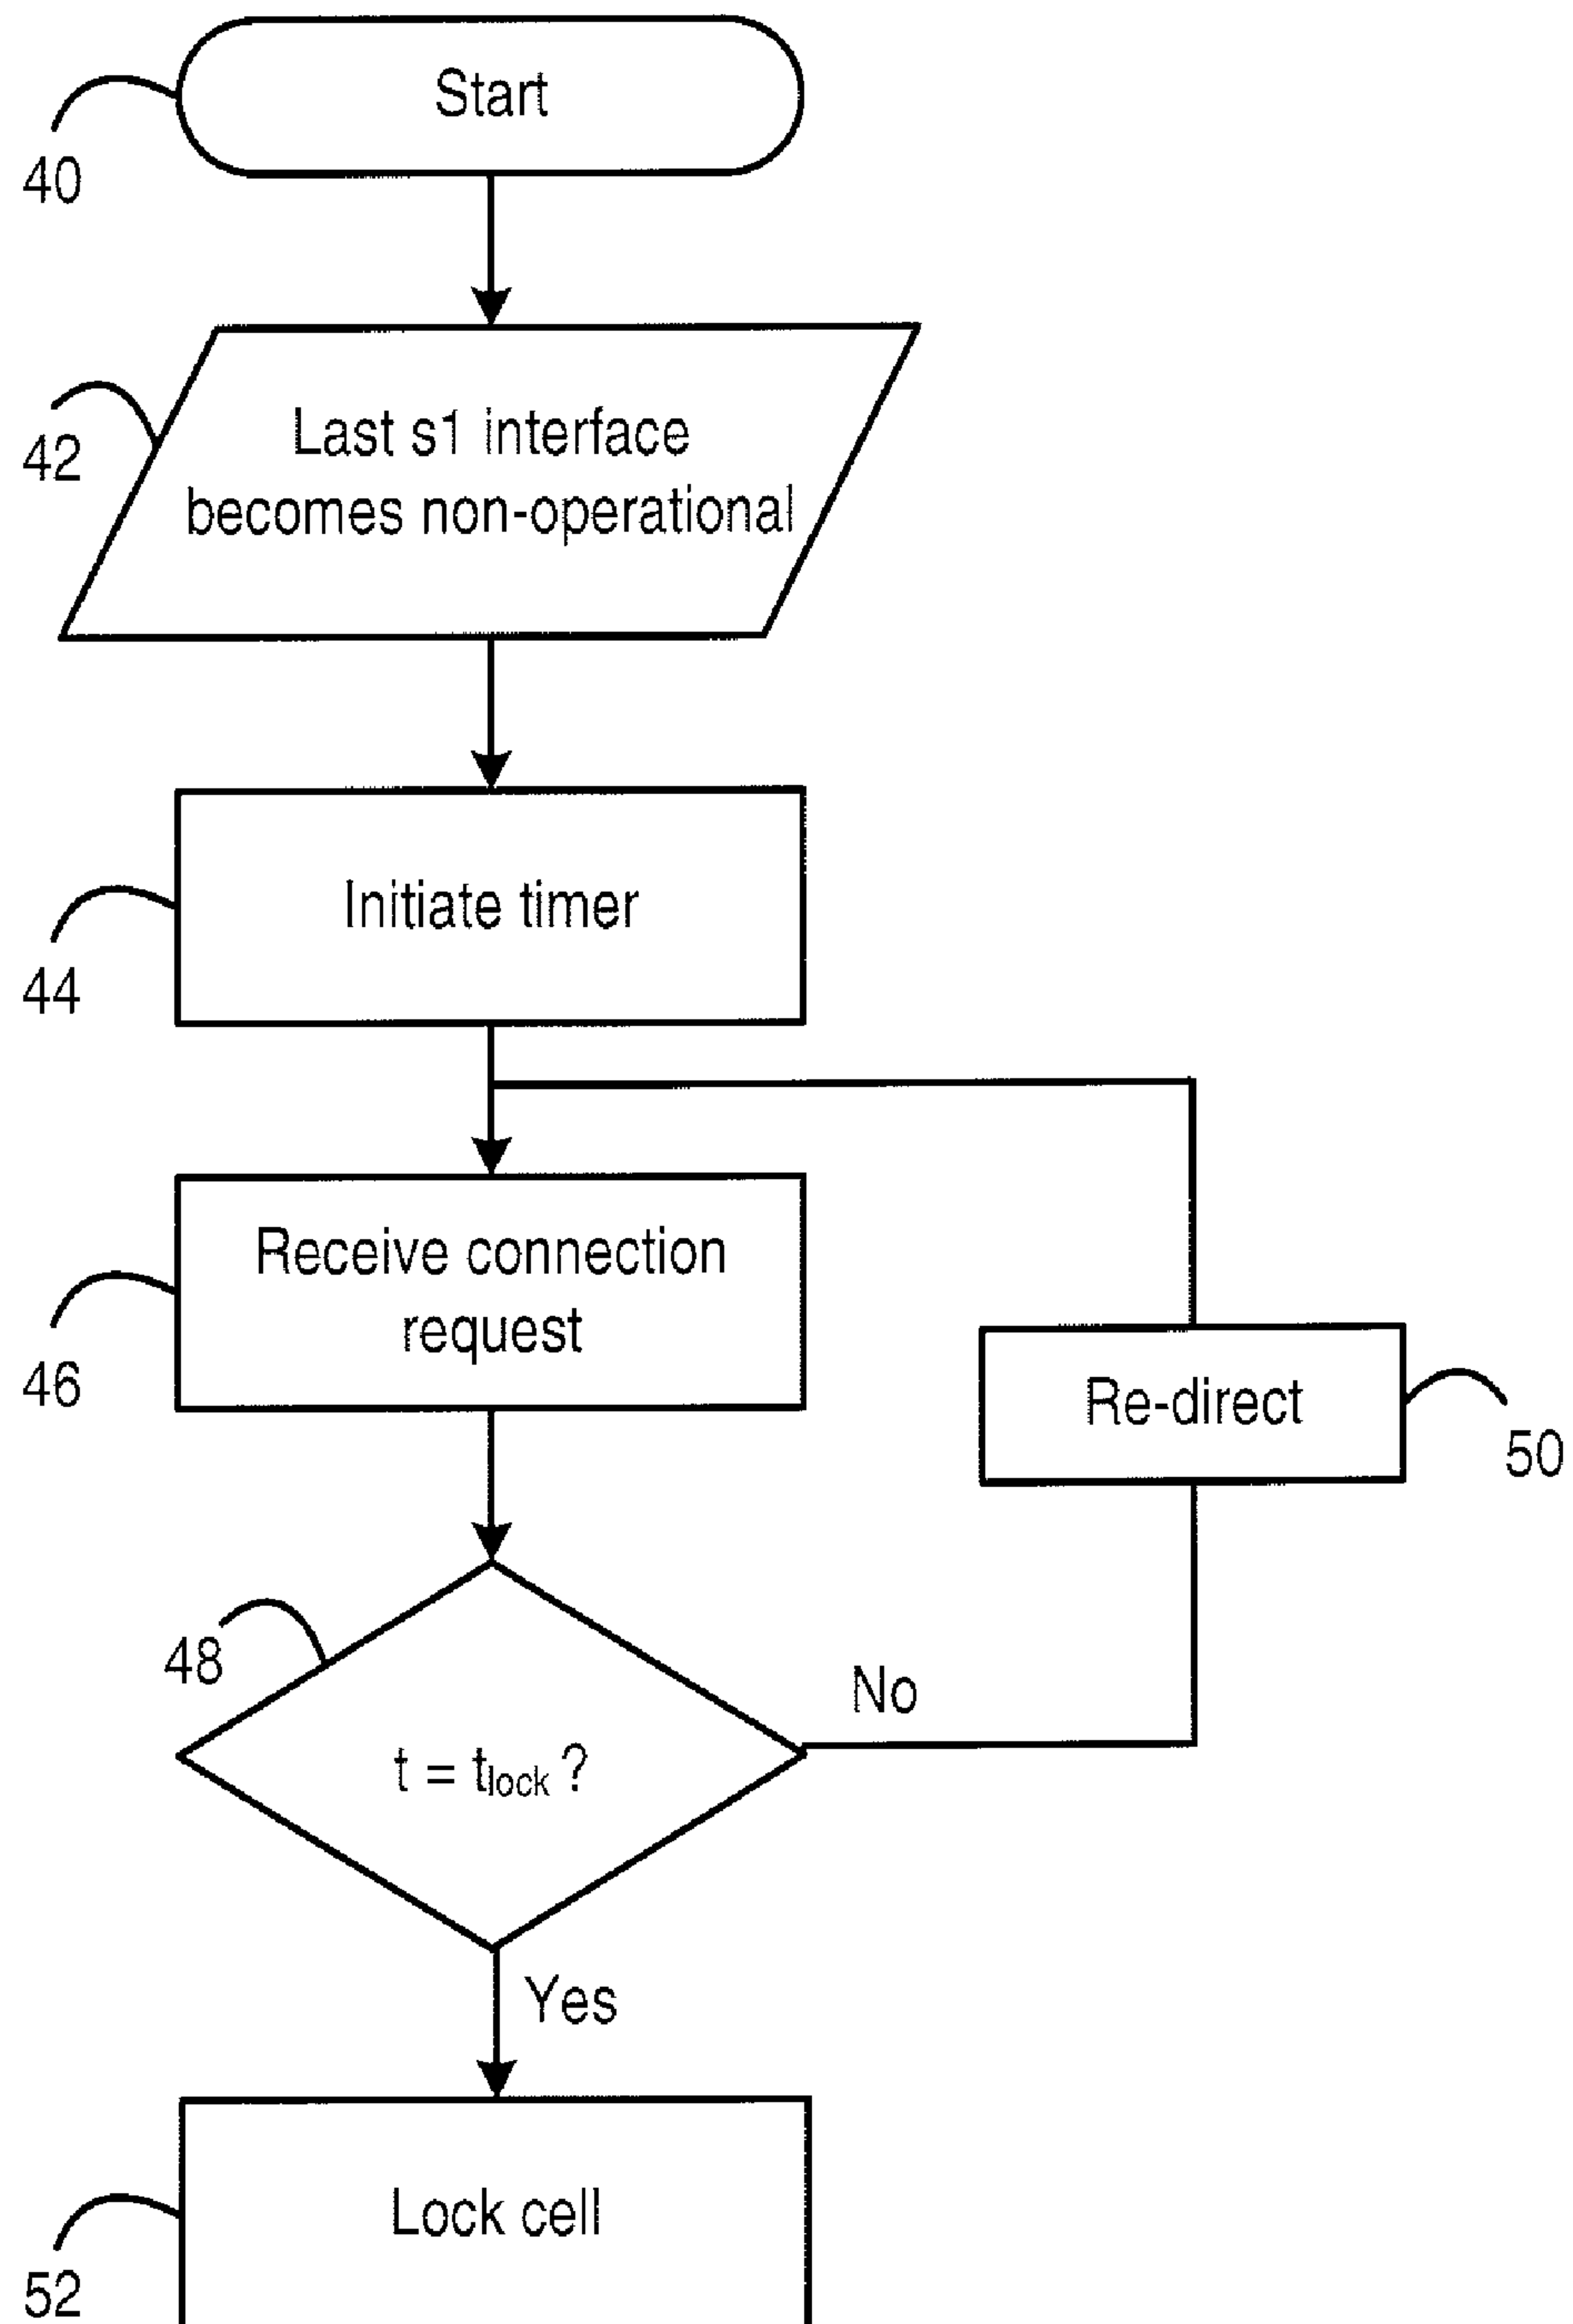 Start
40
Last s1 interface
becomes non-operational
42
Initiate timer
44
Receive connection
request
46
Re-direct
50
48
t = tlock ?
No
Yes
Lock cell
52